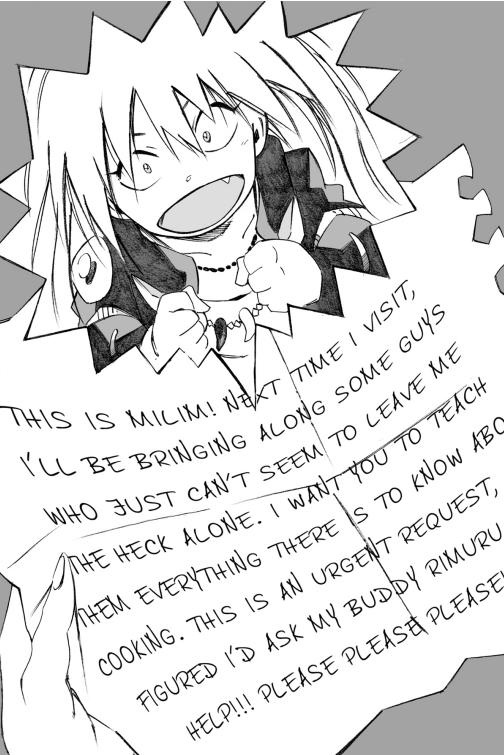 THIS IS MILIM! NEXT TIME I VISIT,
I'LL BE BRINGING ALONG SOME GUYS
WHO JUST CAN'T SEEM TO LEAVE ME
THE HECK ALONE. I WANT YOU TO TEACH
THEM EVERYTHING THERE IS TO KNOW ABO
COOKING. THIS IS AN URGENT REQUEST,
FIGURED I'D ASK MY BUDDY RIMURU
HELP!!! PLEASE PLEASE PLEASE!